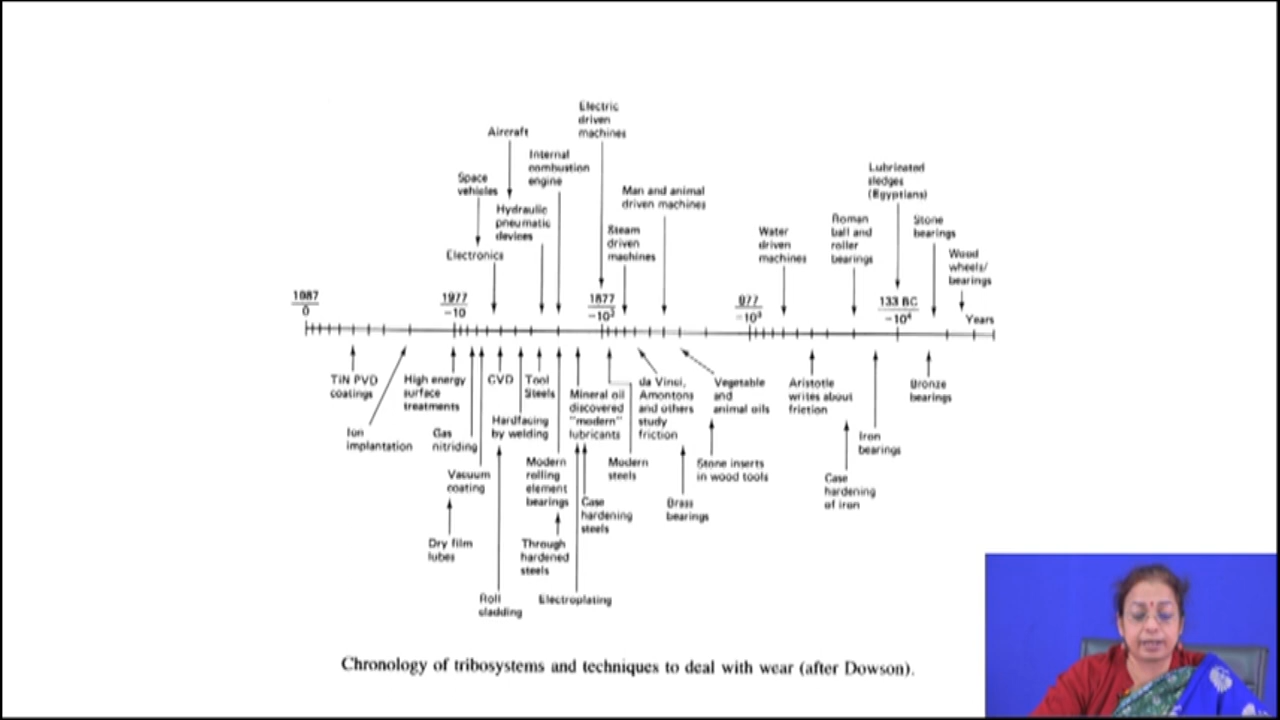 Electric
driven
machines
Aircraft
Internal
combustion
engine
Space
vehicles
Hydraulic
pneumatic
devices
Electronics
Man and animal
driven machines
Steam
driven
machines
Water
driven
machines
Roman
ball and
roller
bearings
Lubricated
sledges
(Egyptians)
Stone
bearings
Wood
wheels/
bearings
1987
0
1977
-10
1877
-10²
977
-10³
133 BC
-10⁴
Years
TiN PVD
coatings
Ion
implantation
High energy
surface
treatments
Gas
nitriding
Vacuum
coating
Dry film
lubes
CVD
Hardfacing
by welding
Roll
cladding
Tool
Steels
Modern
rolling
element
bearings
Through
hardened
steels
Electroplating
Mineral oil
discovered
"modern"
lubricants
Case
hardening
steels
Modern
steels
da Vinci,
Amontons
and others
study
friction
Brass
bearings
Vegetable
and
animal oils
Stone inserts
in wood tools
Aristotle
writes about
friction
Case
hardening
of iron
Iron
bearings
Bronze
bearings
Chronology of tribosystems and techniques to deal with wear (after Dowson).